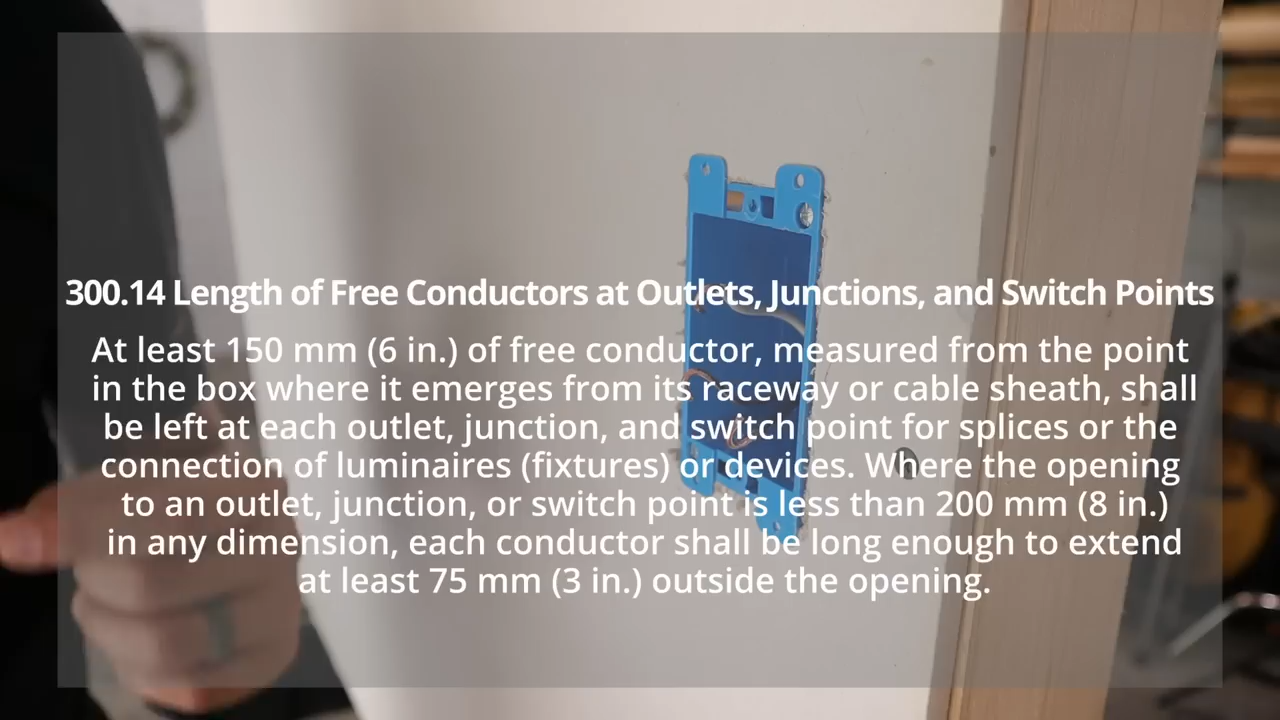 300.14 Length of Free Conductors at Outlets, Junctions, and Switch Points
At least 150 mm (6 in.) of free conductor, measured from the point
in the box where it emerges from its raceway or cable sheath, shall
be left at each outlet, junction, and switch point for splices or the
connection of luminaires (fixtures) or devices. Where the opening
to an outlet, junction, or switch point is less than 200 mm (8 in.)
in any dimension, each conductor shall be long enough to extend
at least 75 mm (3 in.) outside the opening.